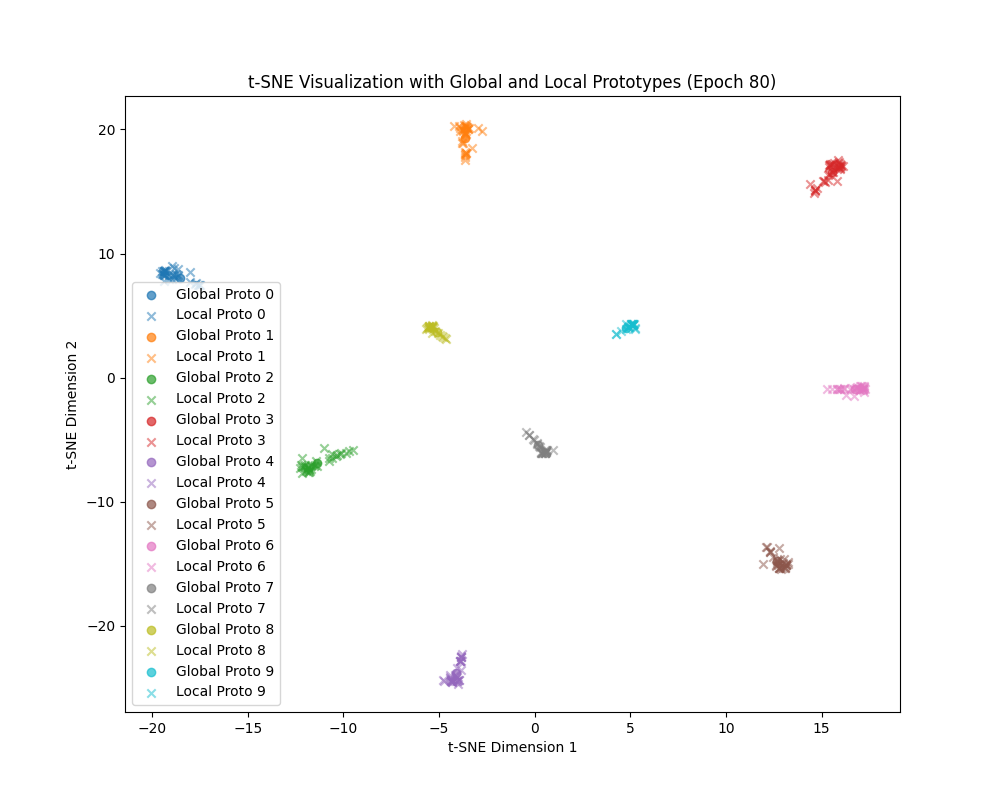 t-SNE Visualization with Global and Local Prototypes (Epoch 80)
t-SNE Dimension 2
20
10
0
−10
−20
Global Proto 0
Local Proto 0
Global Proto 1
Local Proto 1
Global Proto 2
Local Proto 2
Global Proto 3
Local Proto 3
Global Proto 4
Local Proto 4
Global Proto 5
Local Proto 5
Global Proto 6
Local Proto 6
Global Proto 7
Local Proto 7
Global Proto 8
Local Proto 8
Global Proto 9
Local Proto 9
−20 −15 −10 −5 0 5 10 15
t-SNE Dimension 1